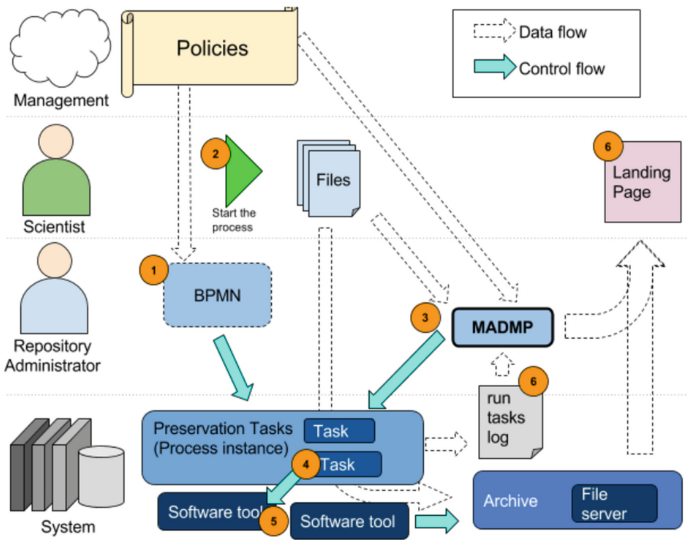 Policies
Data flow
Control flow
Management
2
Start the
process
Files
6
Landing
Page
Scientist
1
BPMN
3
MADMP
Repository
Administrator
6
run
tasks
log
Preservation Tasks
(Process instance)
Task
4
Task
Software tool
5
Software tool
Archive
File
server
System